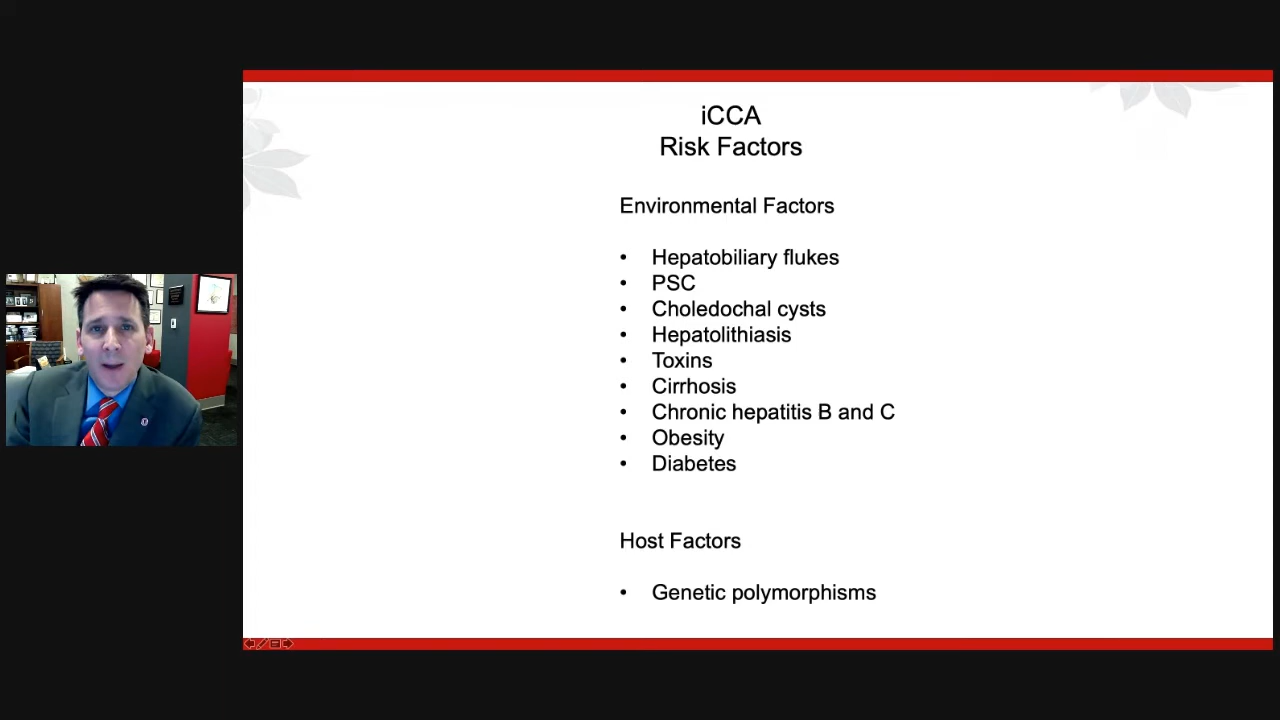 iCCA
Risk Factors
Environmental Factors
• Hepatobiliary flukes
• PSC
• Choledochal cysts
• Hepatolithiasis
• Toxins
• Cirrhosis
• Chronic hepatitis B and C
• Obesity
• Diabetes
Host Factors
• Genetic polymorphisms